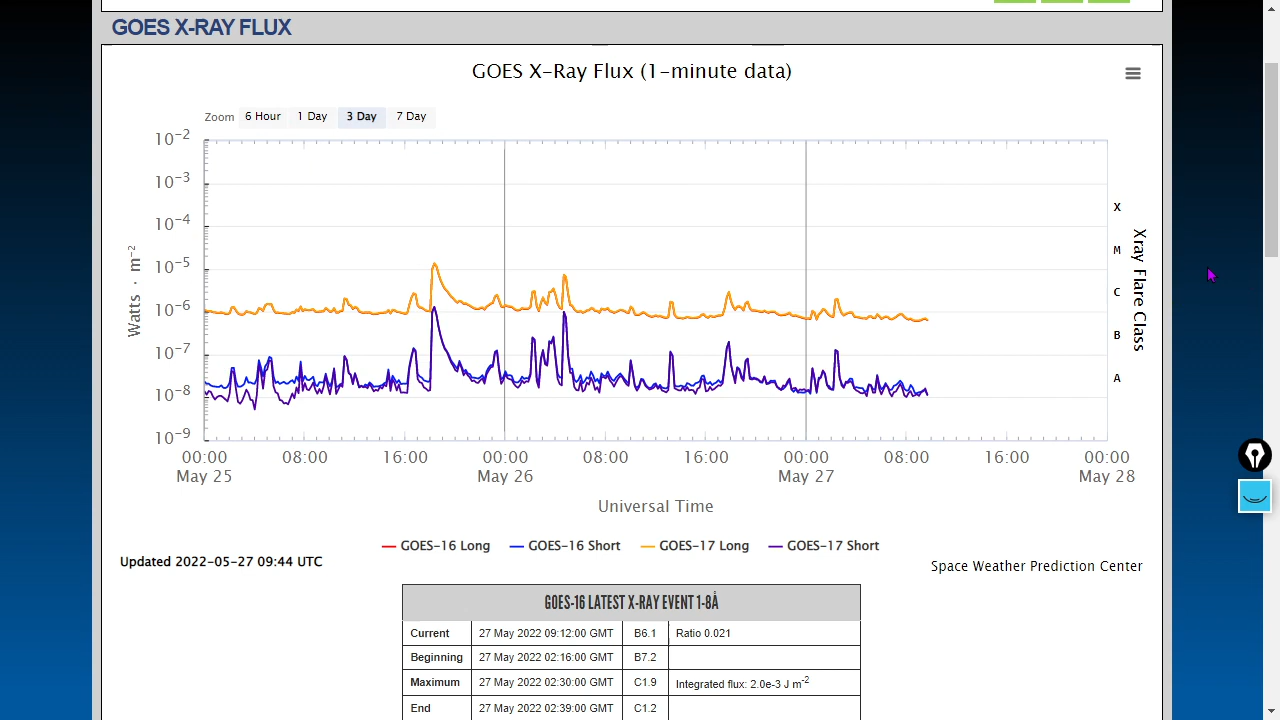 GOES X-RAY FLUX
GOES X-Ray Flux (1-minute data)
Zoom 6 Hour 1 Day 3 Day 7 Day
10⁻²
10⁻³
10⁻⁴
10⁻⁵
10⁻⁶
10⁻⁷
10⁻⁸
10⁻⁹
Watts · m⁻²
X
M
C
B
A
Xray Flare Class
00:00 08:00 16:00 00:00 08:00 16:00 00:00 08:00 16:00 00:00
May 25 May 26 May 27 May 28
Universal Time
GOES-16 Long GOES-16 Short GOES-17 Long GOES-17 Short
Updated 2022-05-27 09:44 UTC
Space Weather Prediction Center
GOES-16 LATEST X-RAY EVENT 1-8Å
Current 27 May 2022 09:12:00 GMT B6.1 Ratio 0.021
Beginning 27 May 2022 02:16:00 GMT B7.2
Maximum 27 May 2022 02:30:00 GMT C1.9 Integrated flux: 2.0e-3 J m⁻²
End 27 May 2022 02:39:00 GMT C1.2